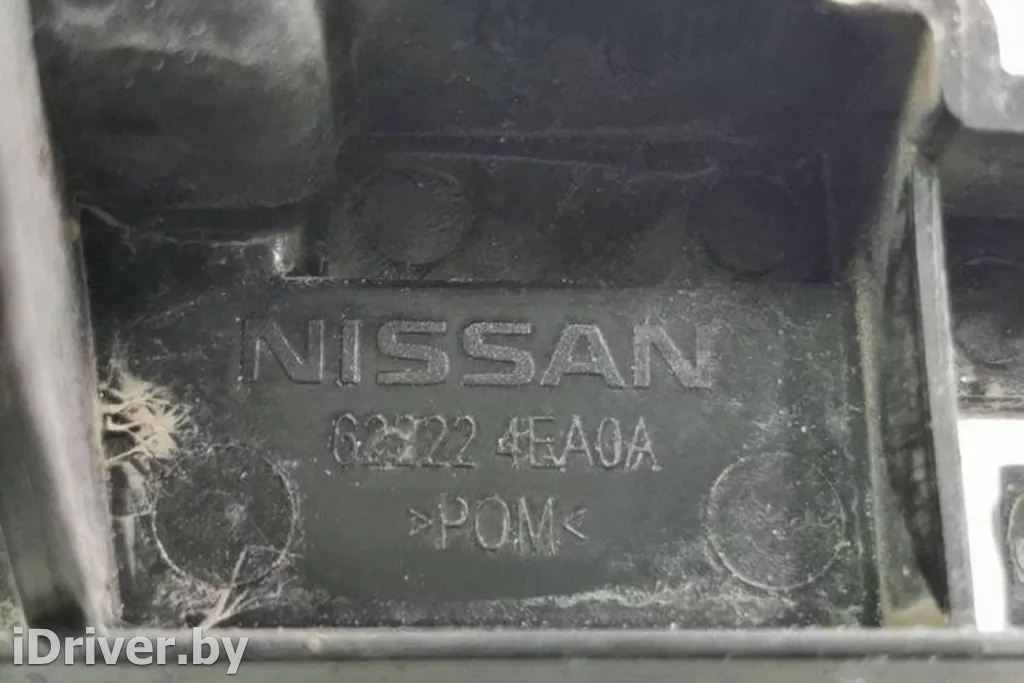 NISSAN
62222 4EA0A
>POM<
iDriver.by